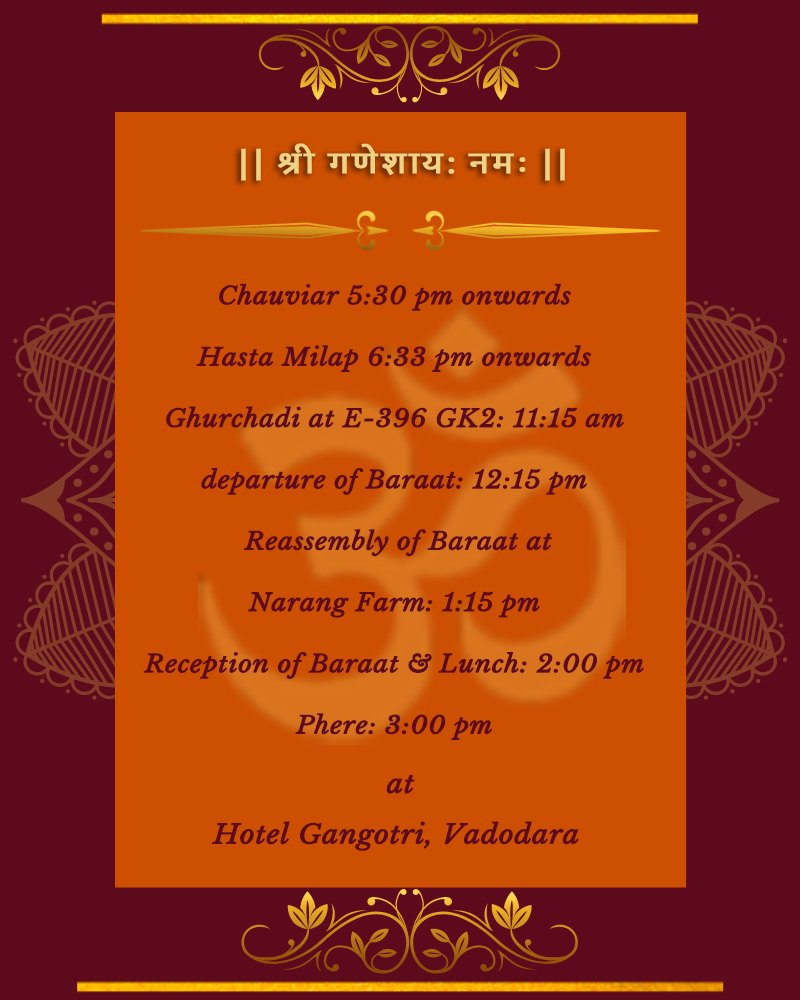 || श्री गणेशायः नमः ||
Chauviar 5:30 pm onwards
Hasta Milap 6:33 pm onwards
Ghurchadi at E-396 GK2: 11:15 am
departure of Baraat: 12:15 pm
Reassembly of Baraat at
Narang Farm: 1:15 pm
Reception of Baraat & Lunch: 2:00 pm
Phere: 3:00 pm
at
Hotel Gangotri, Vadodara